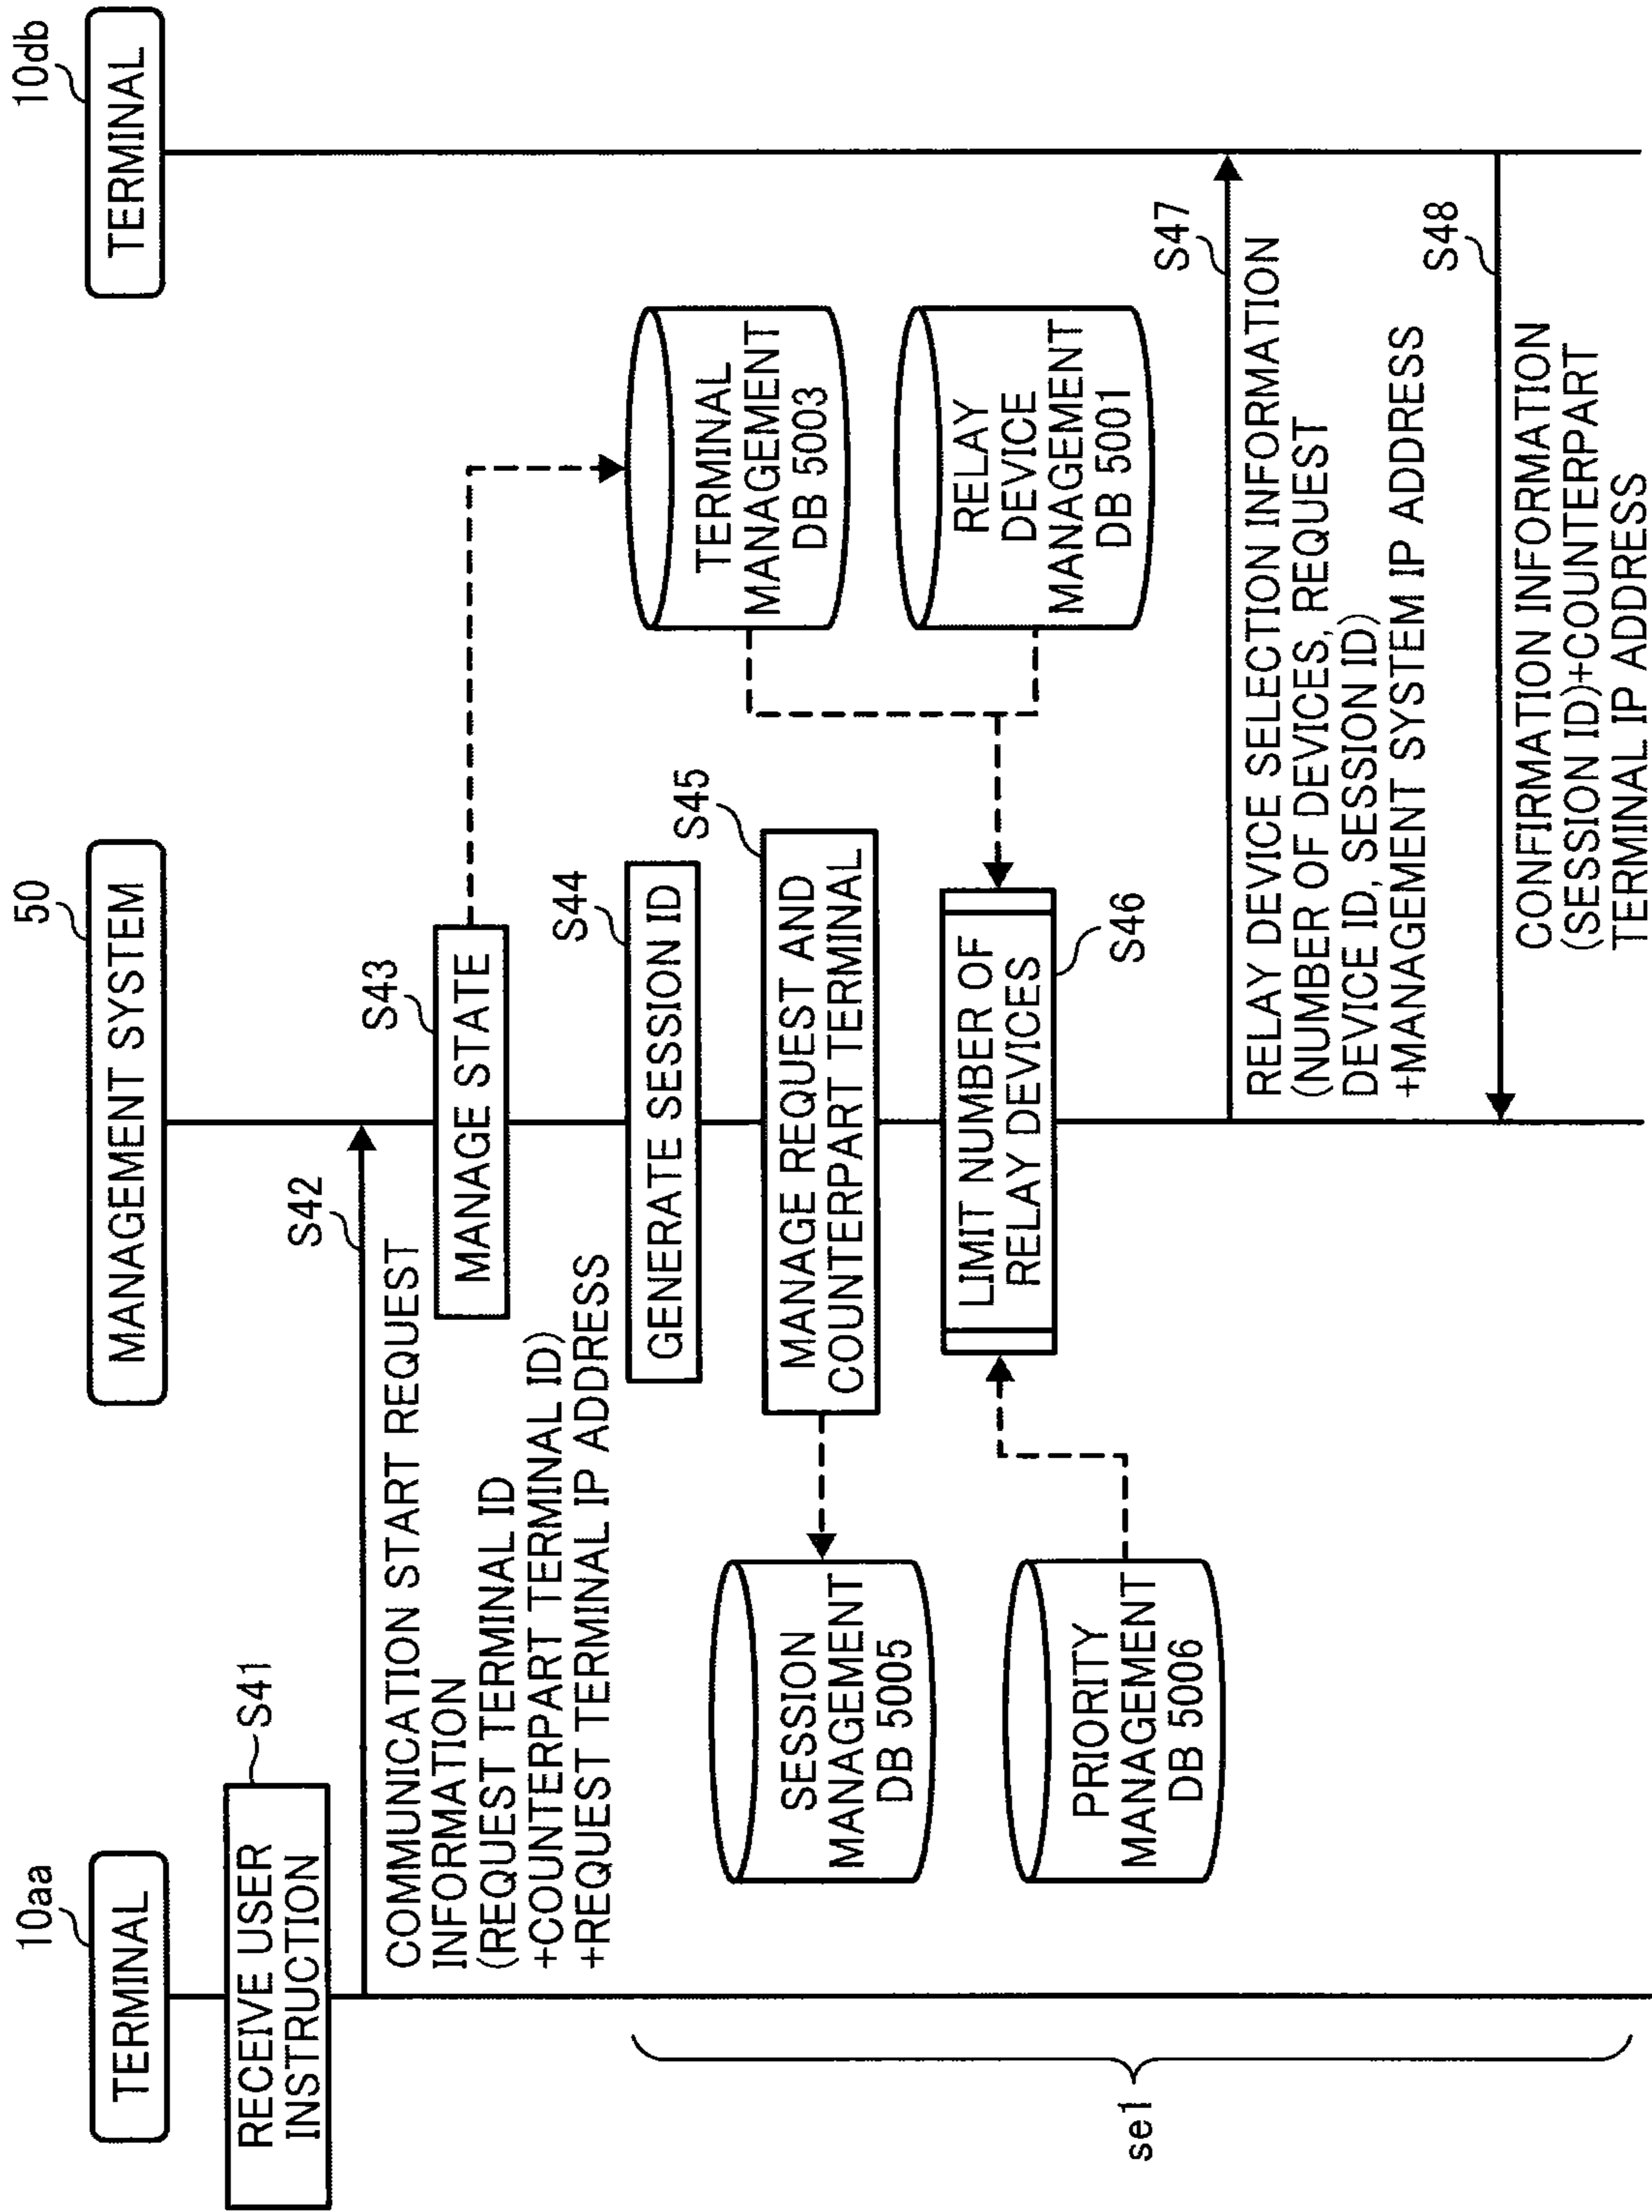 10aa
TERMINAL
50
MANAGEMENT SYSTEM
10db
TERMINAL
RECEIVE USER
INSTRUCTION
S41
S42
COMMUNICATION START REQUEST
INFORMATION
(REQUEST TERMINAL ID
+COUNTERPART TERMINAL ID)
+REQUEST TERMINAL IP ADDRESS
S43
MANAGE STATE
S44
GENERATE SESSION ID
S45
MANAGE REQUEST AND
COUNTERPART TERMINAL
SESSION
MANAGEMENT
DB 5005
TERMINAL
MANAGEMENT
DB 5003
LIMIT NUMBER OF
RELAY DEVICES
S46
PRIORITY
MANAGEMENT
DB 5006
RELAY
DEVICE
MANAGEMENT
DB 5001
se1
S47
RELAY DEVICE SELECTION INFORMATION
(NUMBER OF DEVICES, REQUEST
DEVICE ID, SESSION ID)
+MANAGEMENT SYSTEM IP ADDRESS
S48
CONFIRMATION INFORMATION
(SESSION ID)+COUNTERPART
TERMINAL IP ADDRESS